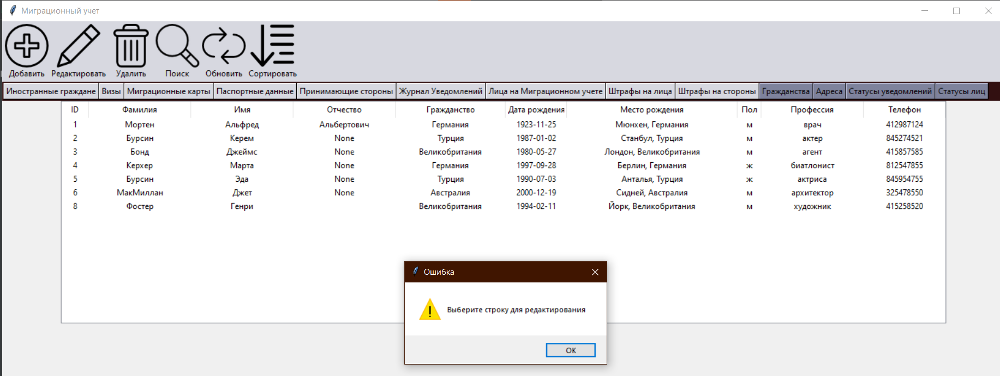 Миграционный учет
Добавить Редактировать Удалить Поиск Обновить Сортировать
Иностранные граждане Визы Миграционные карты Паспортные данные Принимающие стороны Журнал Уведомлений Лица на Миграционном учете Штрафы на лица Штрафы на стороны Гражданства Адреса Статусы уведомлений Статусы лиц
ID Фамилия Имя Отчество Гражданство Дата рождения Место рождения Пол Профессия Телефон
1 Мортен Альфред Альбертович Германия 1923-11-25 Мюнхен, Германия м врач 412987124
2 Бурсин Керем None Турция 1987-01-02 Станбул, Турция м актер 845274521
3 Бонд Джеймс None Великобритания 1980-05-27 Лондон, Великобритания м агент 415857585
4 Керхер Марта None Германия 1997-09-28 Берлин, Германия ж биатлонист 812547855
5 Бурсин Эда None Турция 1990-07-03 Анталья, Турция ж актриса 845954755
6 МакМиллан Джет None Австралия 2000-12-19 Сидней, Австралия м архитектор 325478550
8 Фостер Генри Великобритания 1994-02-11 Йорк, Великобритания м художник 415258520
Ошибка
Выберите строку для редактирования
OK